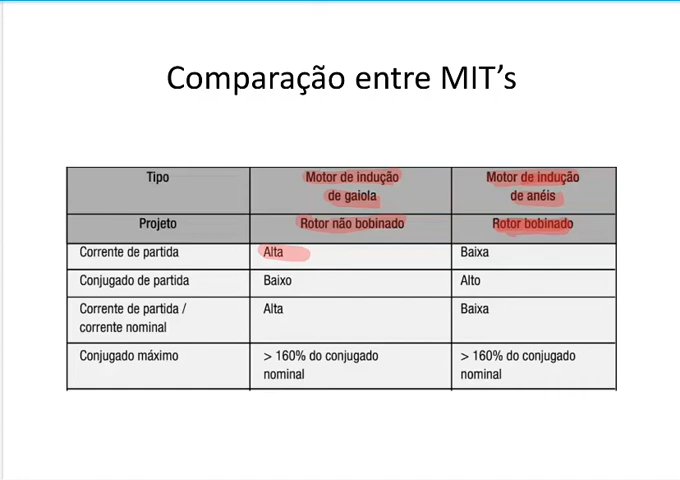 Comparação entre MIT's
Tipo
Motor de indução
de gaiola
Motor de indução
de anéis
Projeto
Rotor não bobinado
Rotor bobinado
Corrente de partida
Alta
Baixa
Conjugado de partida
Baixo
Alto
Corrente de partida /
corrente nominal
Alta
Baixa
Conjugado máximo
> 160% do conjugado
nominal
> 160% do conjugado
nominal